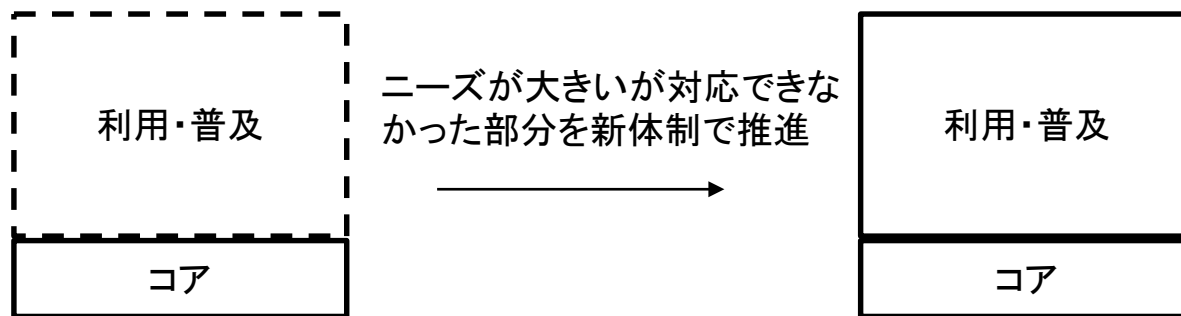 利用・普及
コア
ニーズが大きいが対応できな
かった部分を新体制で推進
利用・普及
コア